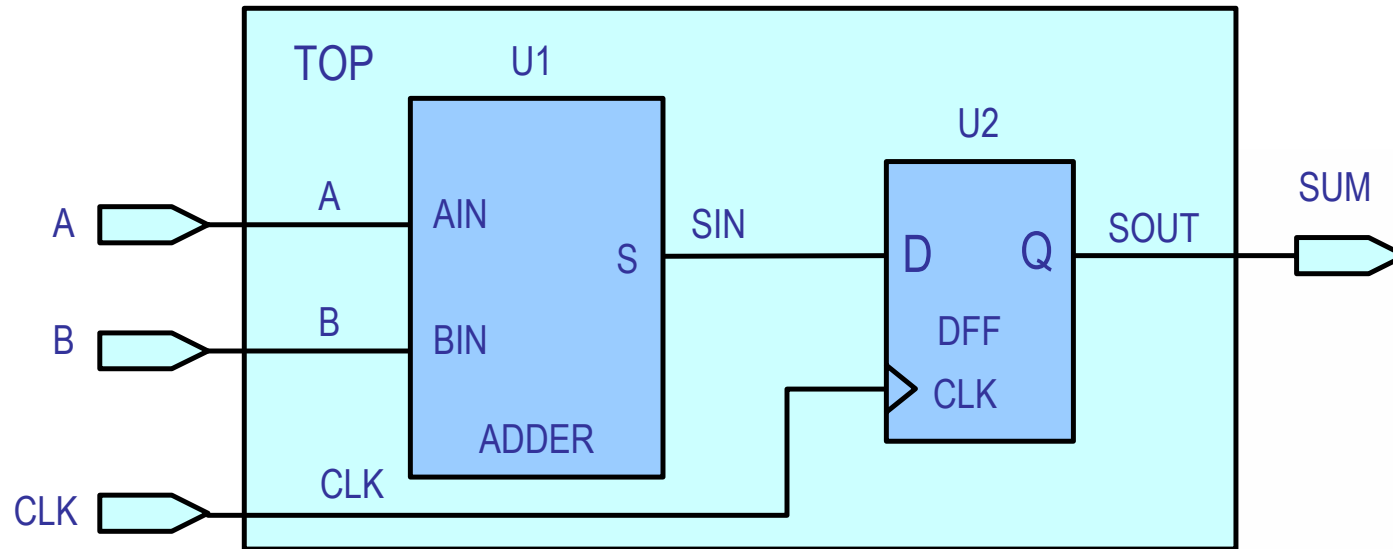 TOP
U1
U2
SUM
A
A
AIN
SIN
SOUT
S
D
Q
B
B
BIN
DFF
CLK
ADDER
CLK
CLK